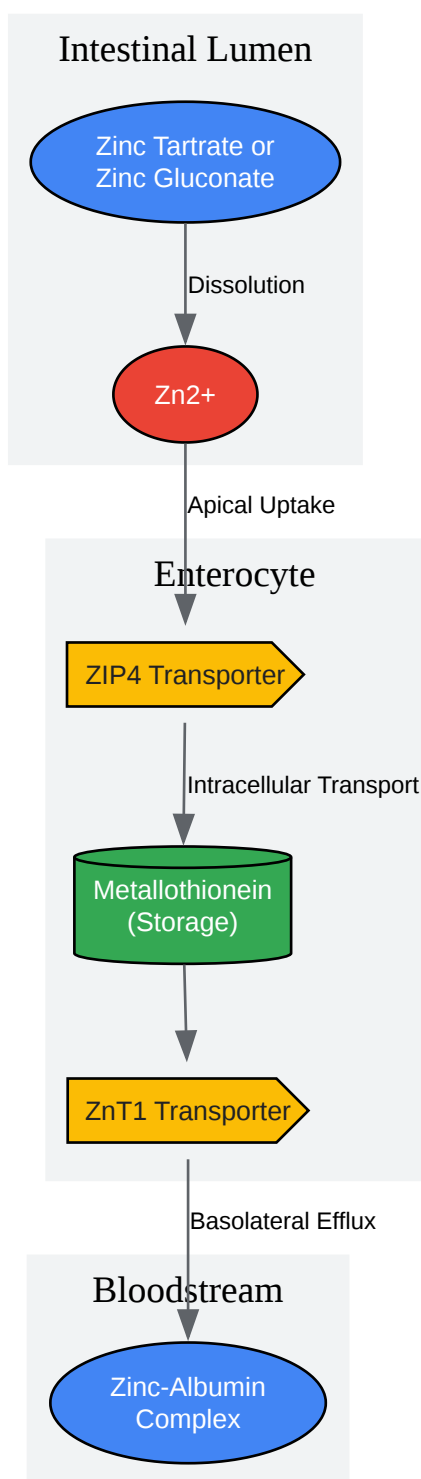 Intestinal Lumen
Zinc Tartrate or
Zinc Gluconate
Dissolution
Zn2+
Apical Uptake
Enterocyte
ZIP4 Transporter
Intracellular Transport
Metallothionein
(Storage)
ZnT1 Transporter
Basolateral Efflux
Bloodstream
Zinc-Albumin
Complex